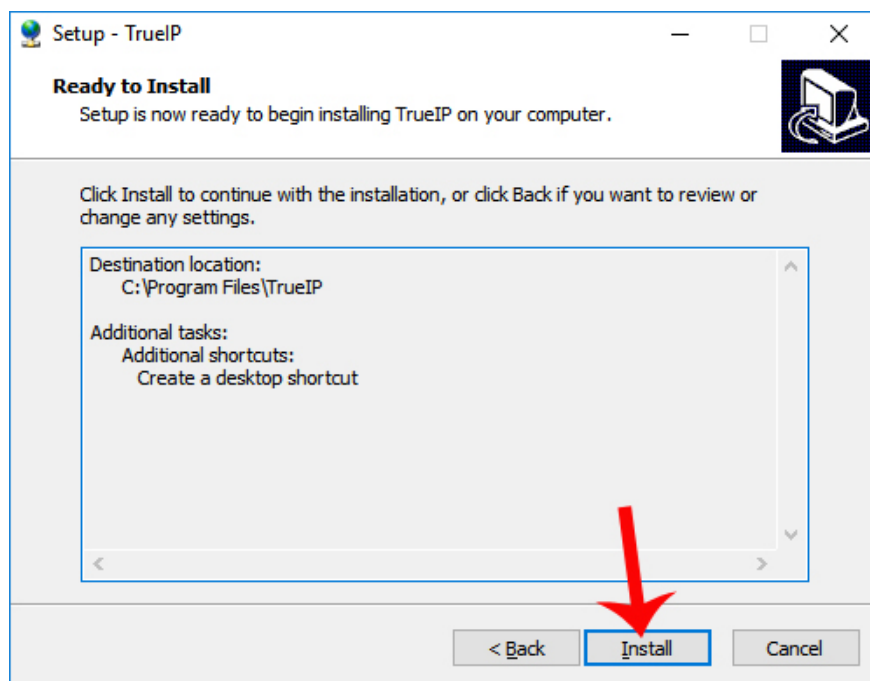 Setup - TrueIP
Ready to Install
Setup is now ready to begin installing TrueIP on your computer.
Click Install to continue with the installation, or click Back if you want to review or
change any settings.
Destination location:
C:\Program Files\TrueIP
Additional tasks:
Additional shortcuts:
Create a desktop shortcut
< Back Install Cancel